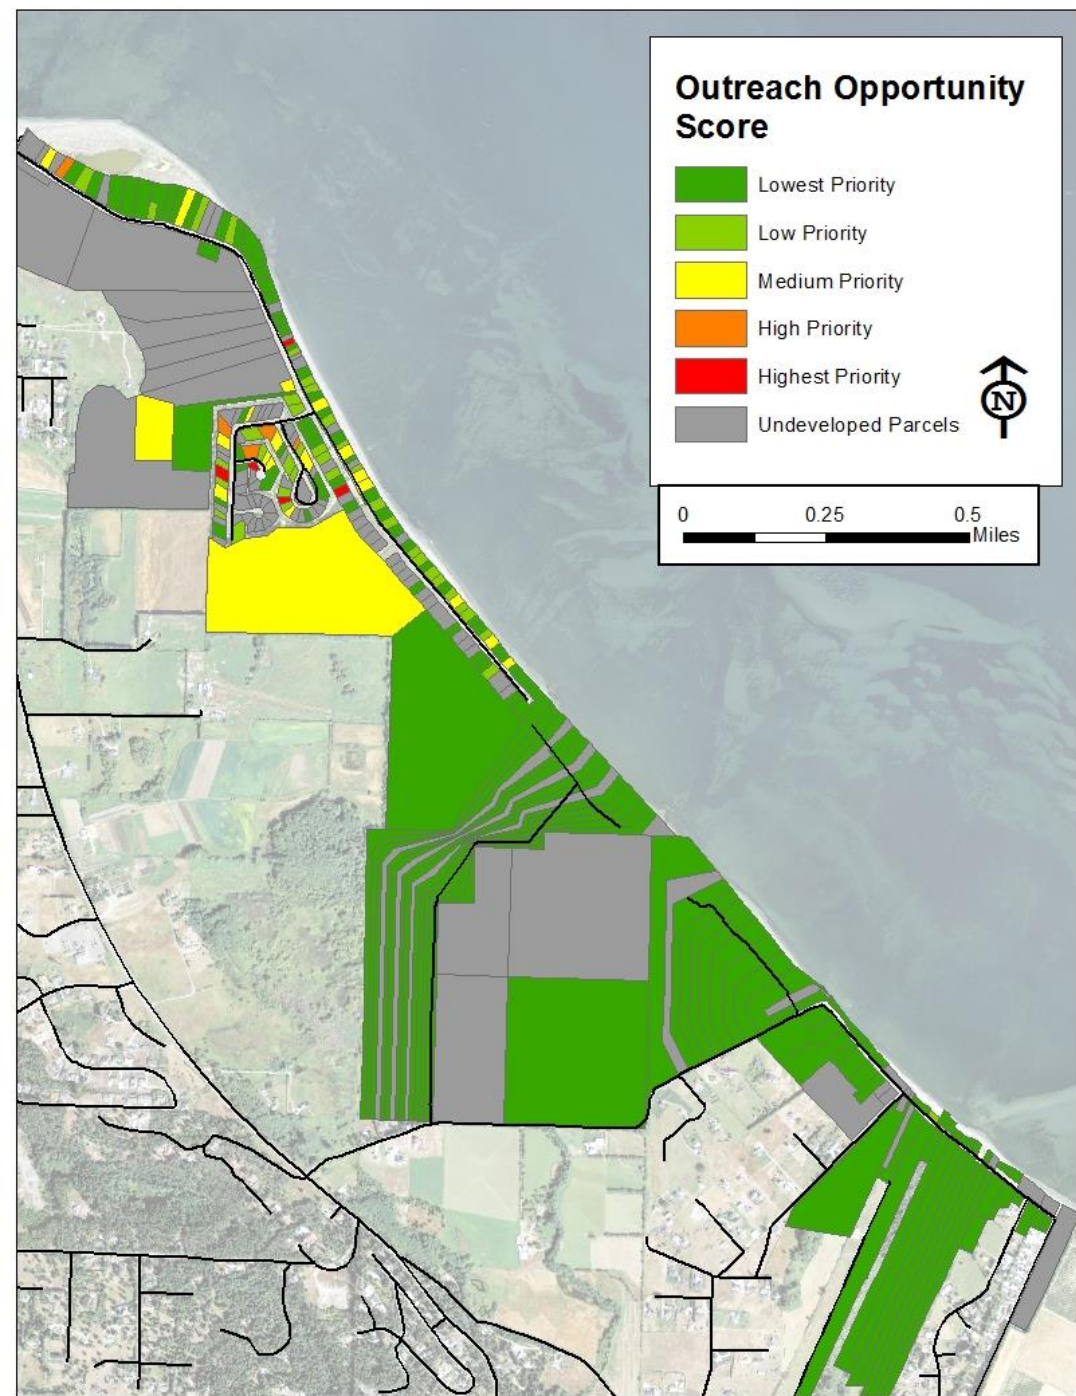 Outreach Opportunity
Score
Lowest Priority
Low Priority
Medium Priority
High Priority
Highest Priority
Undeveloped Parcels
N
0 0.25 0.5
Miles